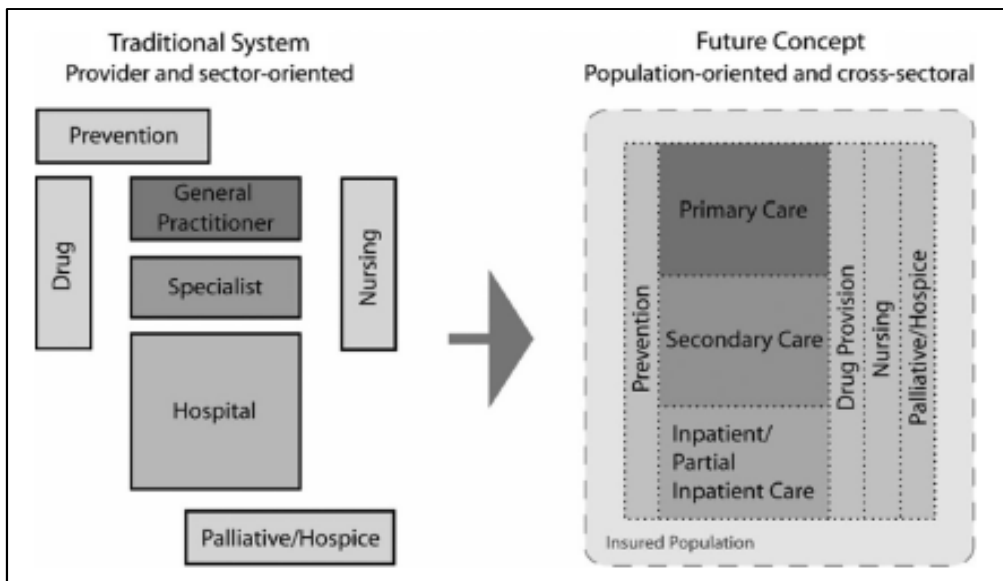 Traditional System
Provider and sector-oriented
Prevention
Drug
General
Practitioner
Specialist
Hospital
Nursing
Palliative/Hospice
Future Concept
Population-oriented and cross-sectoral
Prevention
Primary Care
Secondary Care
Inpatient/
Partial
Inpatient Care
Drug Provision
Nursing
Palliative/Hospice
Insured Population